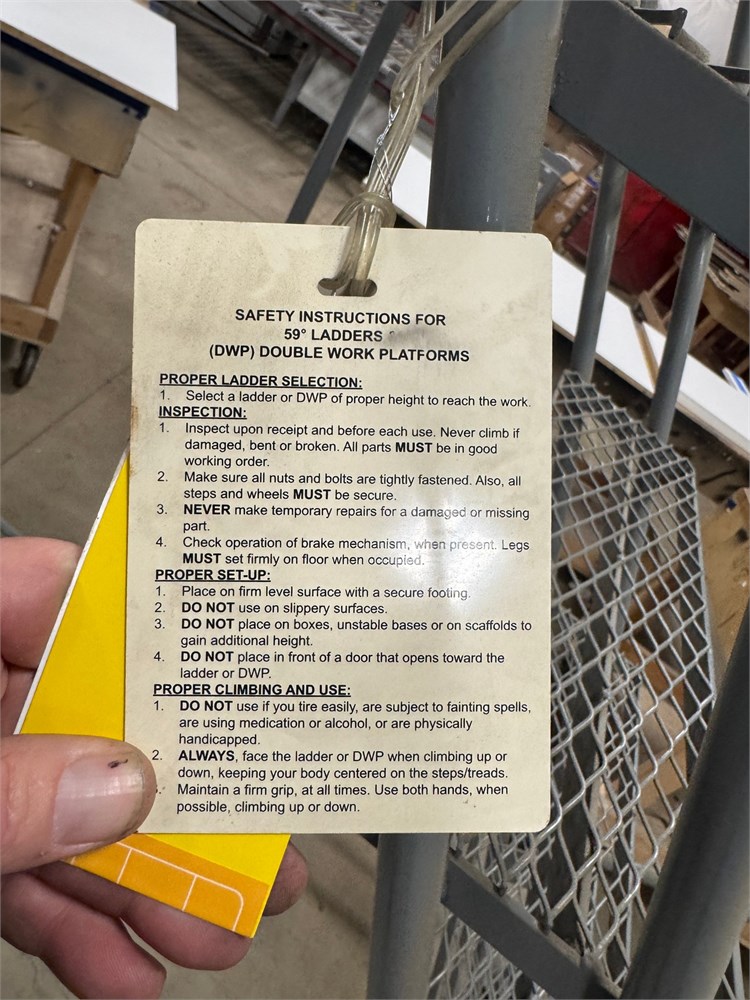 SAFETY INSTRUCTIONS FOR
59° LADDERS
(DWP) DOUBLE WORK PLATFORMS
PROPER LADDER SELECTION:
1. Select a ladder or DWP of proper height to reach the work.
INSPECTION:
1. Inspect upon receipt and before each use. Never climb if
damaged, bent or broken. All parts MUST be in good
working order.
2. Make sure all nuts and bolts are tightly fastened. Also, all
steps and wheels MUST be secure.
3. NEVER make temporary repairs for a damaged or missing
part.
4. Check operation of brake mechanism, when present. Legs
MUST set firmly on floor when occupied.
PROPER SET-UP:
1. Place on firm level surface with a secure footing.
2. DO NOT use on slippery surfaces.
3. DO NOT place on boxes, unstable bases or on scaffolds to
gain additional height.
4. DO NOT place in front of a door that opens toward the
ladder or DWP.
PROPER CLIMBING AND USE:
1. DO NOT use if you tire easily, are subject to fainting spells,
are using medication or alcohol, or are physically
handicapped.
2. ALWAYS, face the ladder or DWP when climbing up or
down, keeping your body centered on the steps/treads.
Maintain a firm grip, at all times. Use both hands, when
possible, climbing up or down.